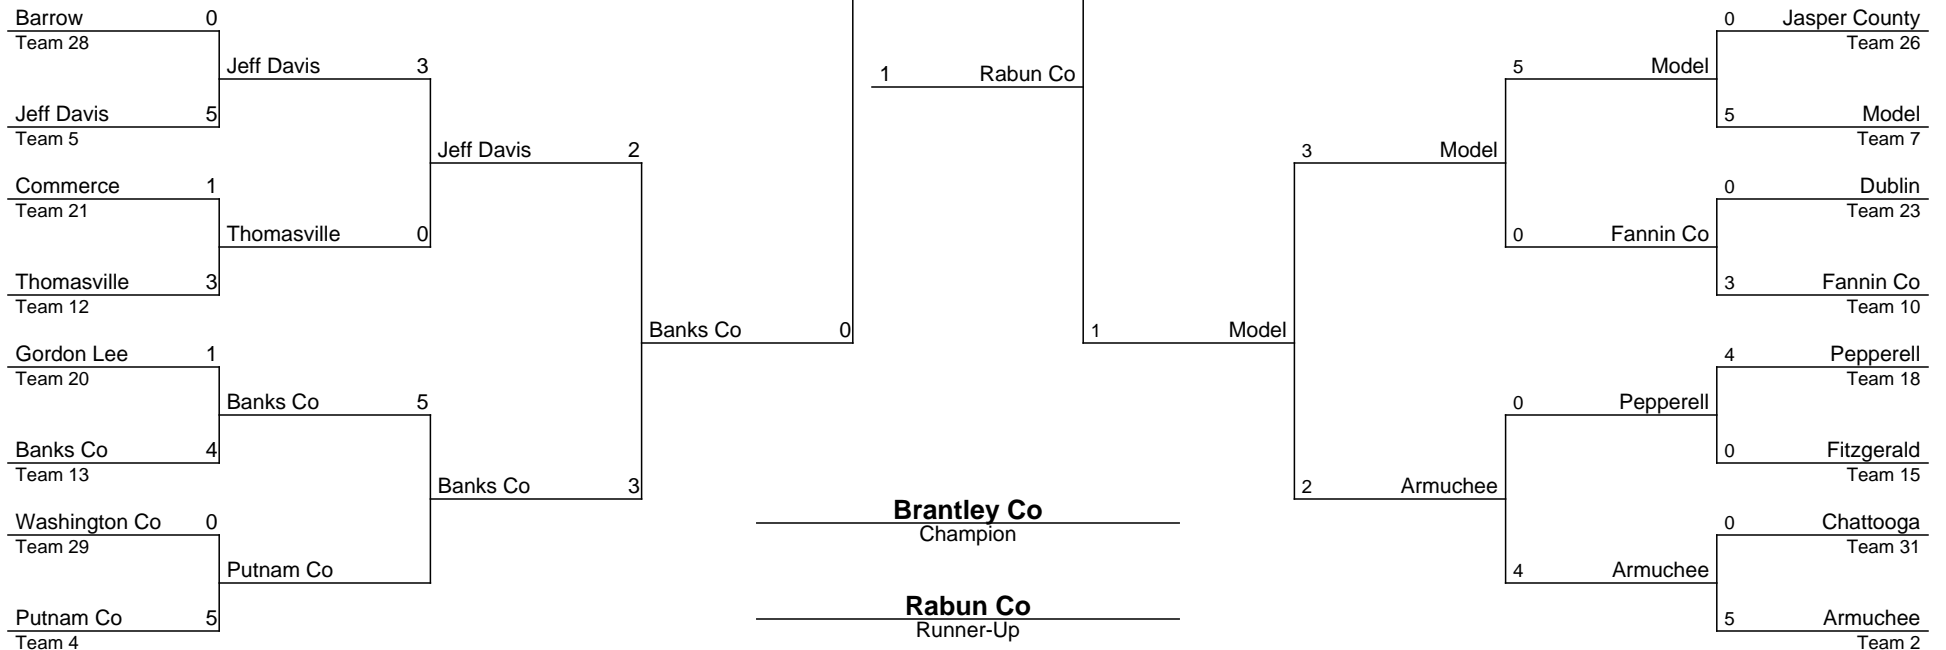 Barrow 0
Team 28
Jeff Davis 3
Jeff Davis 5
Team 5
Jeff Davis 2
Commerce 1
Team 21
Thomasville 0
Thomasville 3
Team 12
Banks Co 0
Gordon Lee 1
Team 20
Banks Co 5
Banks Co 4
Team 13
Banks Co 3
Washington Co 0
Team 29
Putnam Co
Putnam Co 5
Team 4
1 Rabun Co
Brantley Co
Champion
Rabun Co
Runner-Up
0 Jasper County
Team 26
5 Model
5 Model
Team 7
3 Model
0 Dublin
Team 23
0 Fannin Co
3 Fannin Co
Team 10
1 Model
4 Pepperell
Team 18
0 Pepperell
0 Fitzgerald
Team 15
2 Armuchee
0 Chattooga
Team 31
4 Armuchee
5 Armuchee
Team 2